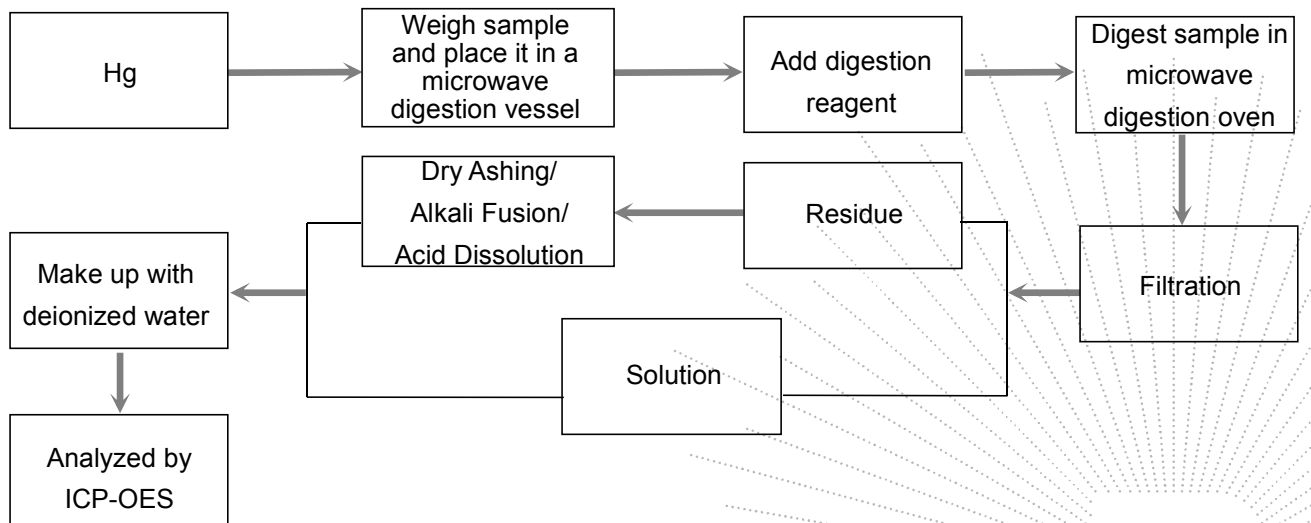 Hg
Weigh sample
and place it in a
microwave
digestion vessel
Add digestion
reagent
Digest sample in
microwave
digestion oven
Dry Ashing/
Alkali Fusion/
Acid Dissolution
Residue
Filtration
Make up with
deionized water
Solution
Analyzed by
ICP-OES